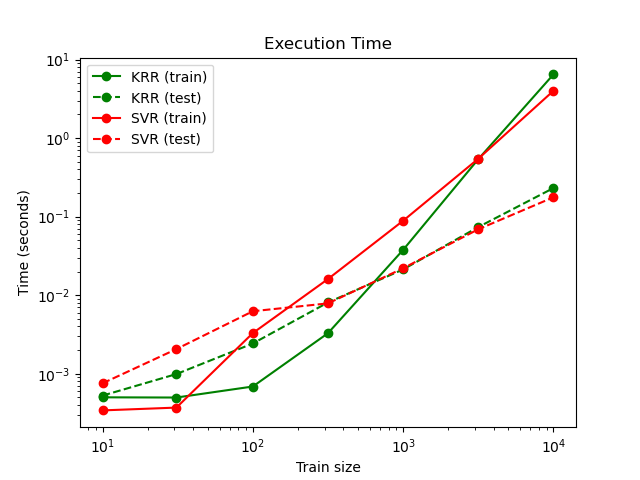 Execution Time
KRR (train)
KRR (test)
SVR (train)
SVR (test)
10¹
10⁰
10⁻¹
10⁻²
10⁻³
Time (seconds)
10¹ 10² 10³ 10⁴
Train size